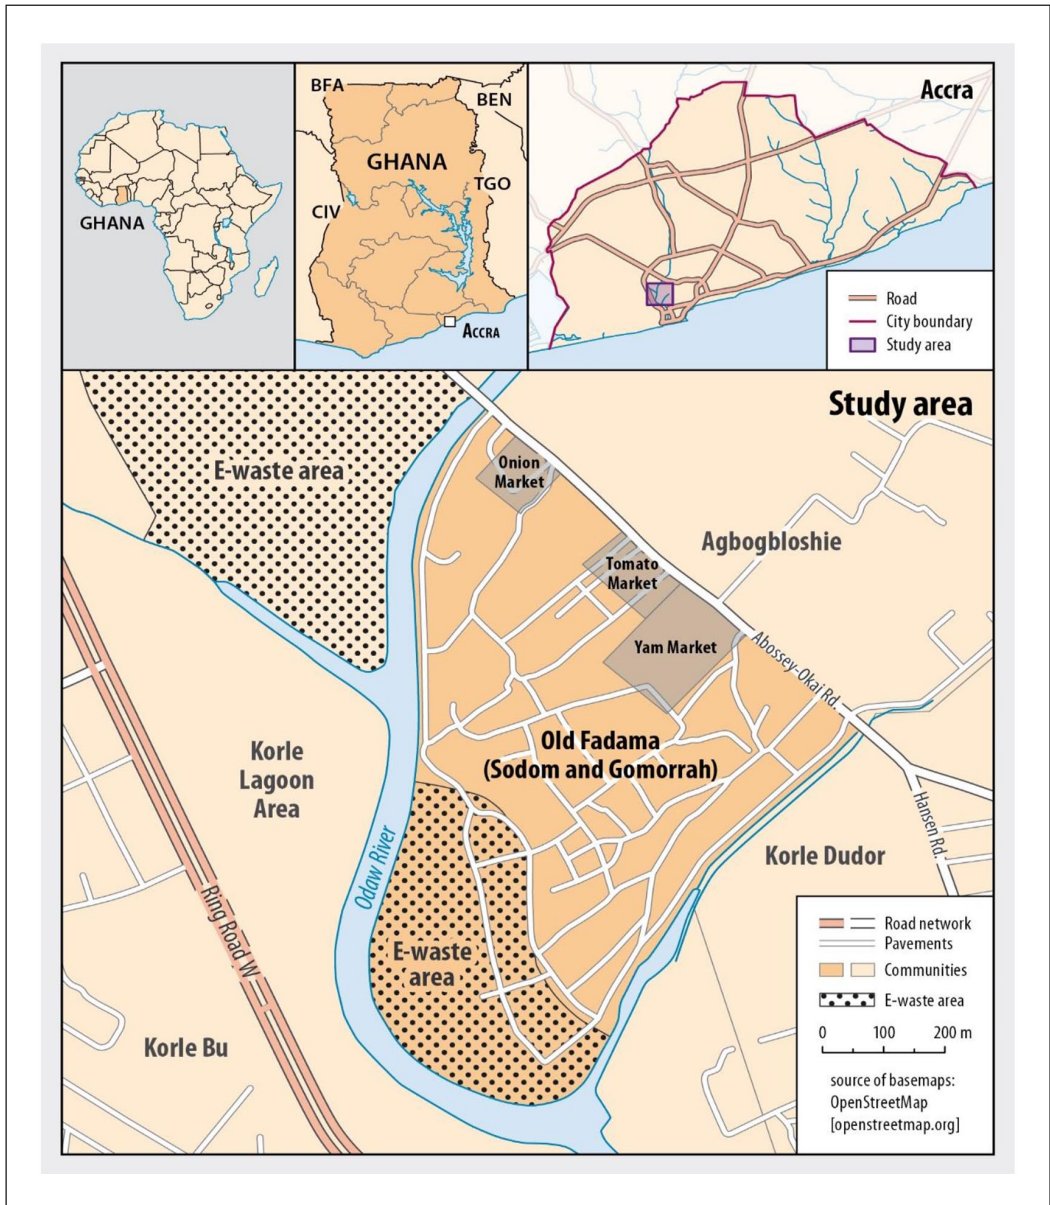 GHANA
BFA
BEN
GHANA
TGO
CIV
ACCRA
Accra
Road
City boundary
Study area
Study area
E-waste area
Onion
Market
Agbogbloshie
Tomato
Market
Yam Market
Abossey-Okai Rd.
Old Fadama
(Sodom and Gomorrah)
Korle
Lagoon
Area
Hansen Rd.
Odaw River
Korle Dudor
Ring Road W
E-waste
area
Korle Bu
Road network
Pavements
Communities
E-waste area
0 100 200 m
source of basemaps:
OpenStreetMap
[openstreetmap.org]